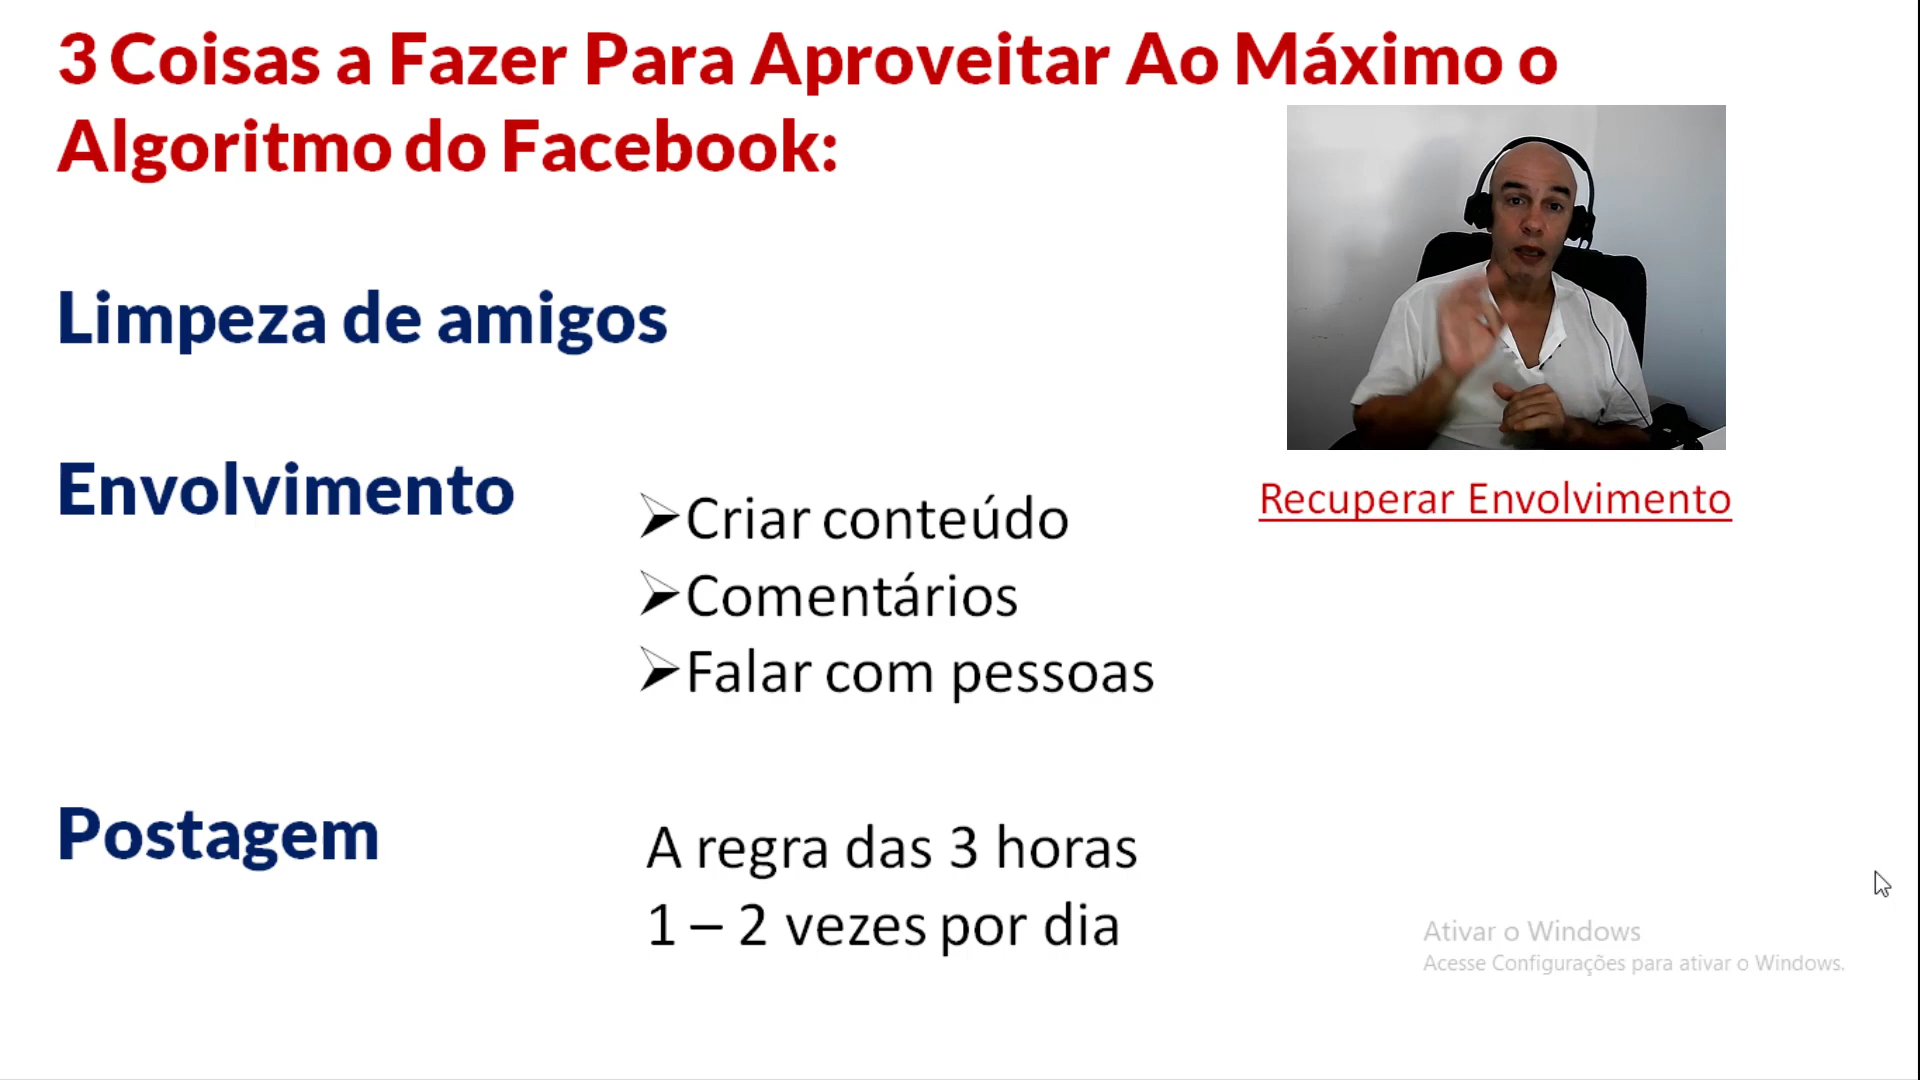 3 Coisas a Fazer Para Aproveitar Ao Máximo o
Algoritmo do Facebook:
Limpeza de amigos
Envolvimento
Criar conteúdo
Comentários
Falar com pessoas
Recuperar Envolvimento
Postagem
A regra das 3 horas
1 – 2 vezes por dia
Ativar o Windows
Acesse Configurações para ativar o Windows.